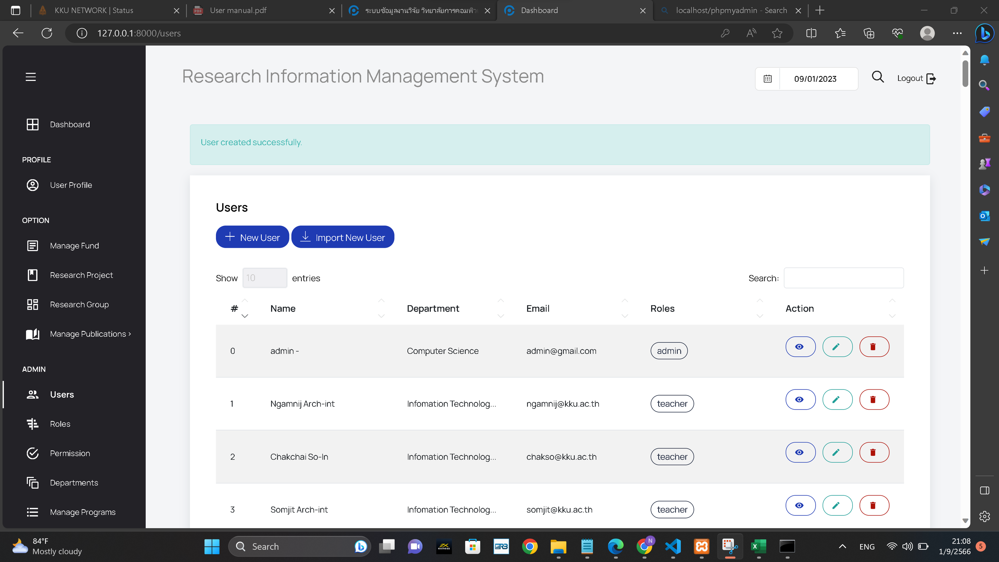 KKU NETWORK | Status
User manual.pdf
ระบบข้อมูลงานวิจัย วิทยาลัยการคอมพิวเ
Dashboard
localhost/phpmyadmin - Search
127.0.0.1:8000/users
Research Information Management System
09/01/2023
Logout
Dashboard
PROFILE
User Profile
OPTION
Manage Fund
Research Project
Research Group
Manage Publications ›
ADMIN
Users
Roles
Permission
Departments
Manage Programs
User created successfully.
Users
New User
Import New User
Show 10 entries
Search:
# Name Department Email Roles Action
0 admin - Computer Science admin@gmail.com admin
1 Ngamnij Arch-int Infomation Technolog... ngamnij@kku.ac.th teacher
2 Chakchai So-In Infomation Technolog... chakso@kku.ac.th teacher
3 Somjit Arch-int Infomation Technolog... somjit@kku.ac.th teacher
84°F
Mostly cloudy
Search
exness
TR3
N
ENG
21:08
1/9/2566
5